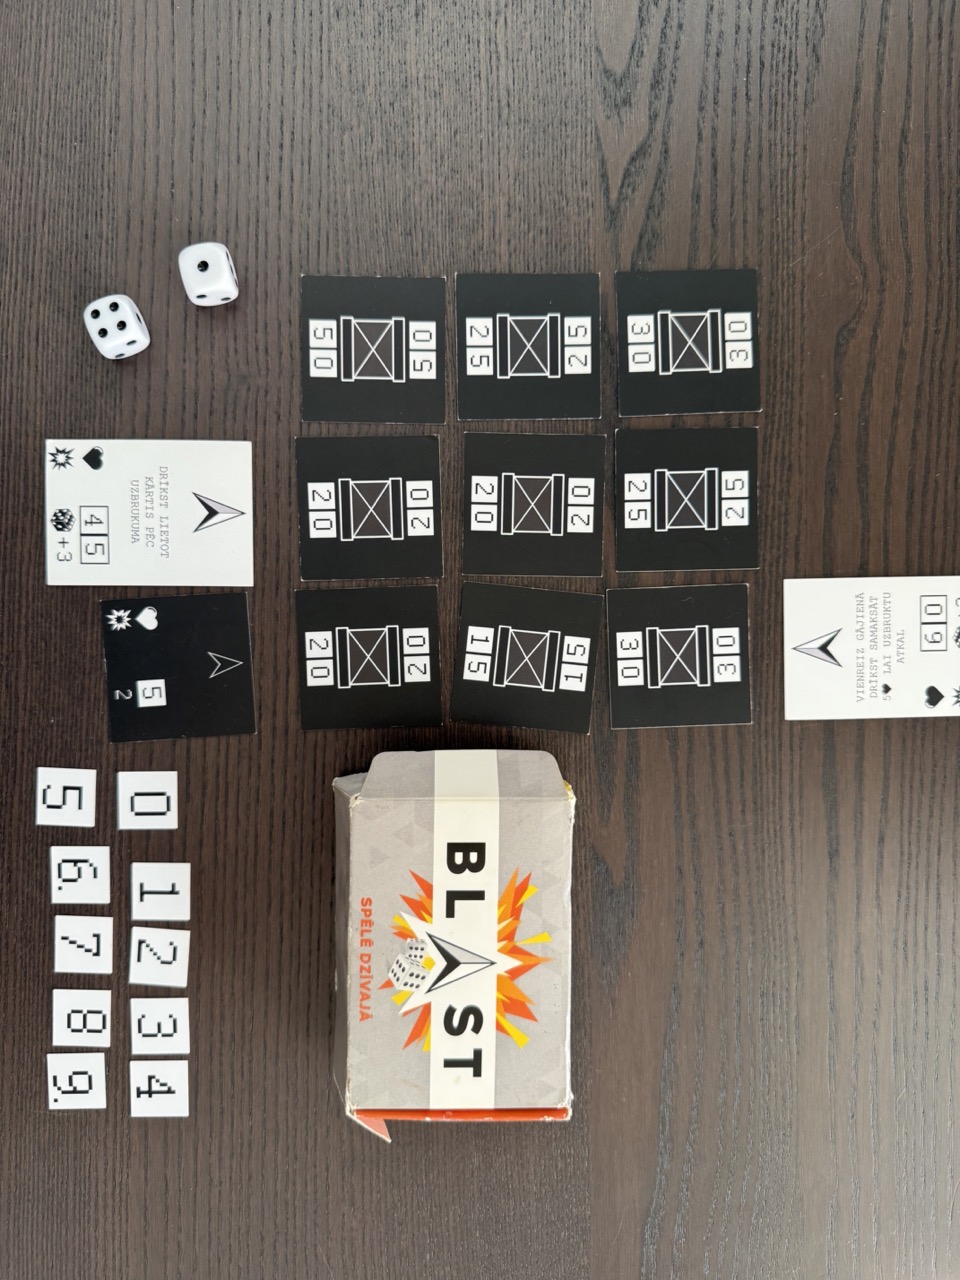 VIENREIZ GĀJIENĀ
DRĪKST SAMAKSĀT
5♥ LAI UZBRUKTU
ATKAL
60
30
25
30
30
25
30
25
20
15
25
20
15
50
20
20
50
20
20
BLAST
SPĒLĒ DZĪVAJĀ
DRĪKST LIETOT
KĀRTIS PĒC
UZBRUKUMA
45
+3
5
2
0 1 2 3 4
5 6. 7 8 9.